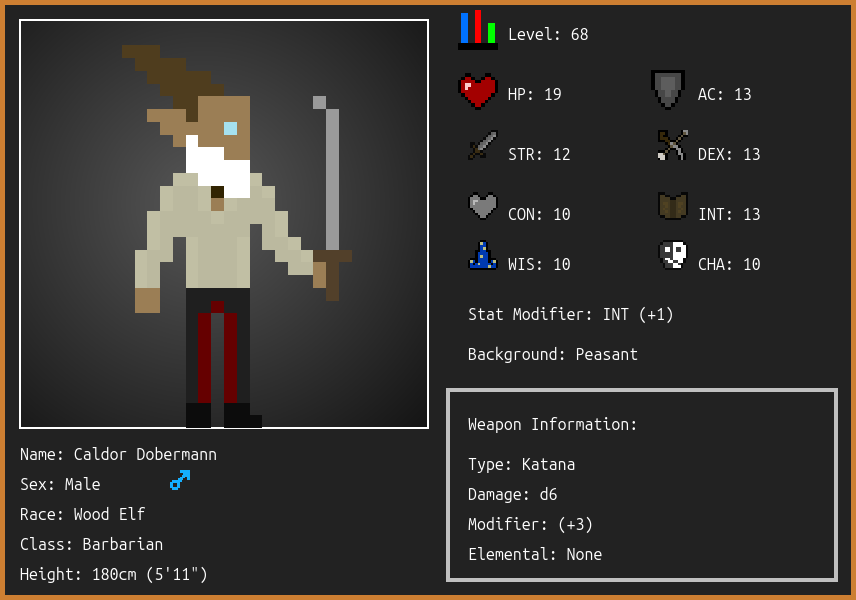 Level: 68
HP: 19
AC: 13
STR: 12
DEX: 13
CON: 10
INT: 13
WIS: 10
CHA: 10
Stat Modifier: INT (+1)
Background: Peasant
Weapon Information:
Type: Katana
Damage: d6
Modifier: (+3)
Elemental: None
Name: Caldor Dobermann
Sex: Male
Race: Wood Elf
Class: Barbarian
Height: 180cm (5'11")